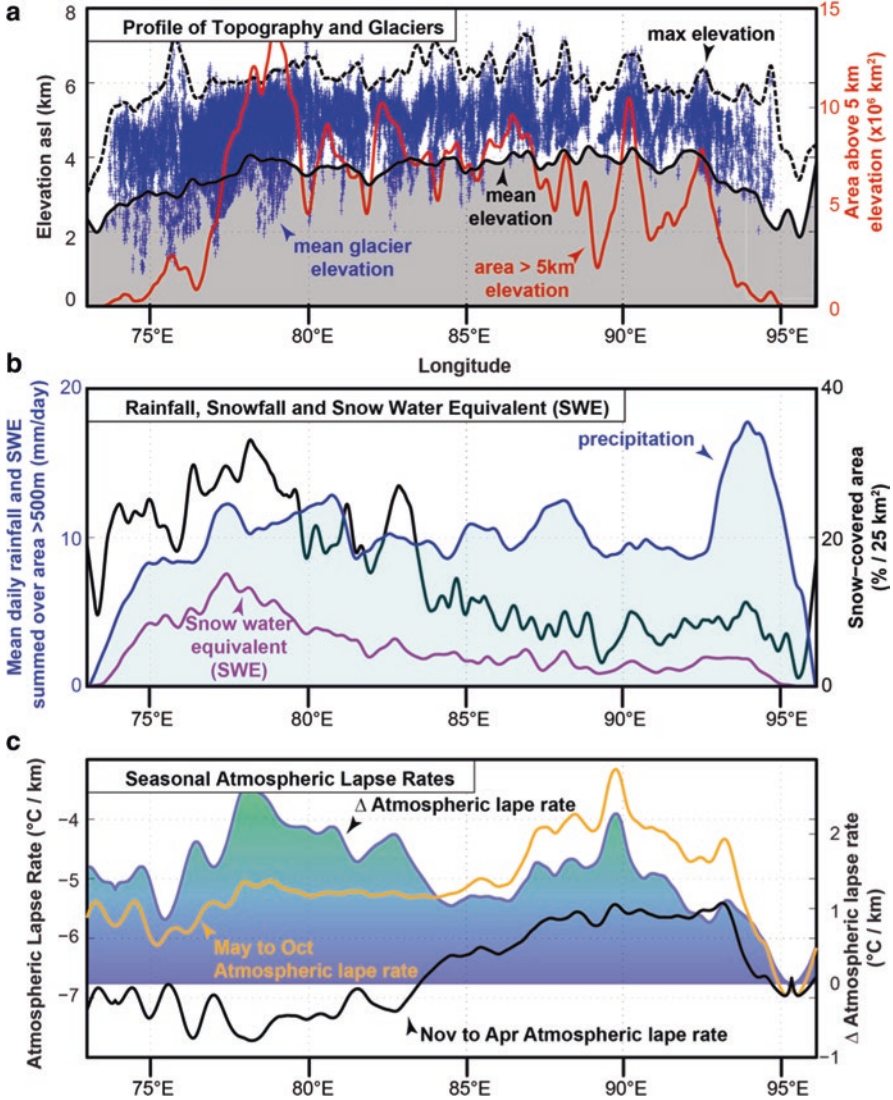 a
Profile of Topography and Glaciers
max elevation
mean glacier
elevation
mean
elevation
area > 5km
elevation
Elevation asl (km)
8
6
4
2
0
Area above 5 km²
elevation (x10⁶ km²)
15
10
5
0
75°E
80°E
85°E
90°E
95°E
Longitude
b
Rainfall, Snowfall and Snow Water Equivalent (SWE)
precipitation
Snow water
equivalent
(SWE)
Mean daily rainfall and SWE
summed over area >500m (mm/day)
20
10
0
Snow-covered area
(% / 25 km²)
40
20
0
75°E
80°E
85°E
90°E
95°E
c
Seasonal Atmospheric Lapse Rates
Δ Atmospheric lape rate
May to Oct
Atmospheric lape rate
Nov to Apr Atmospheric lape rate
Atmospheric Lapse Rate (°C / km)
-4
-5
-6
-7
Δ Atmospheric lapse rate
(°C / km)
2
1
0
-1
75°E
80°E
85°E
90°E
95°E